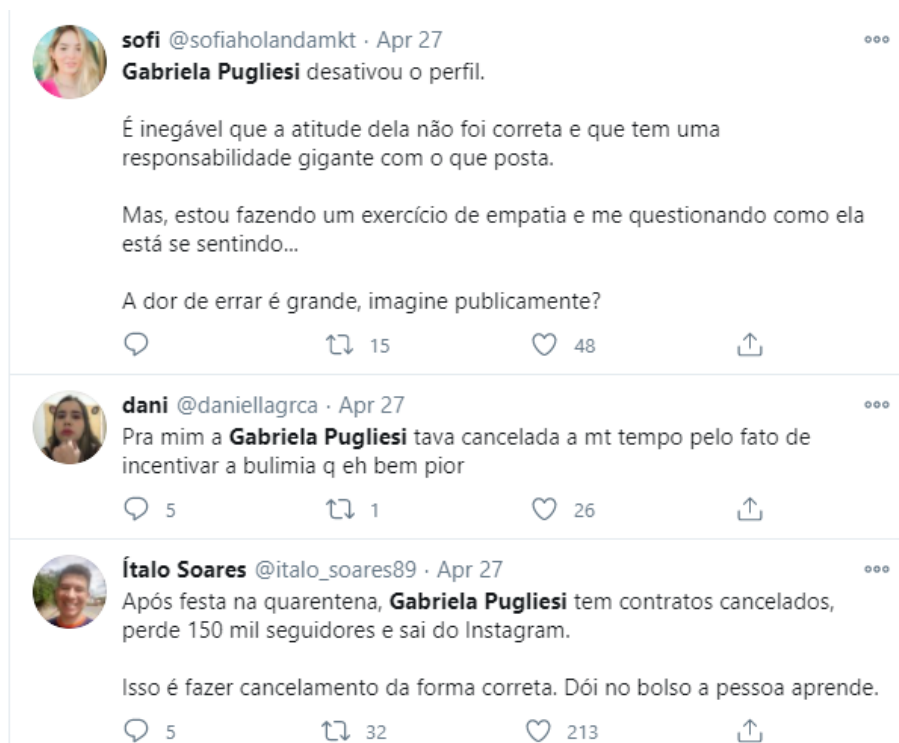 sofi @sofiaholandamkt · Apr 27
Gabriela Pugliesi desativou o perfil.
É inegável que a atitude dela não foi correta e que tem uma
responsabilidade gigante com o que posta.
Mas, estou fazendo um exercício de empatia e me questionando como ela
está se sentindo...
A dor de errar é grande, imagine publicamente?
15 48
dani @daniellagrca · Apr 27
Pra mim a Gabriela Pugliesi tava cancelada a mt tempo pelo fato de
incentivar a bulimia q eh bem pior
5 1 26
Ítalo Soares @italo_soares89 · Apr 27
Após festa na quarentena, Gabriela Pugliesi tem contratos cancelados,
perde 150 mil seguidores e sai do Instagram.
Isso é fazer cancelamento da forma correta. Dói no bolso a pessoa aprende.
5 32 213